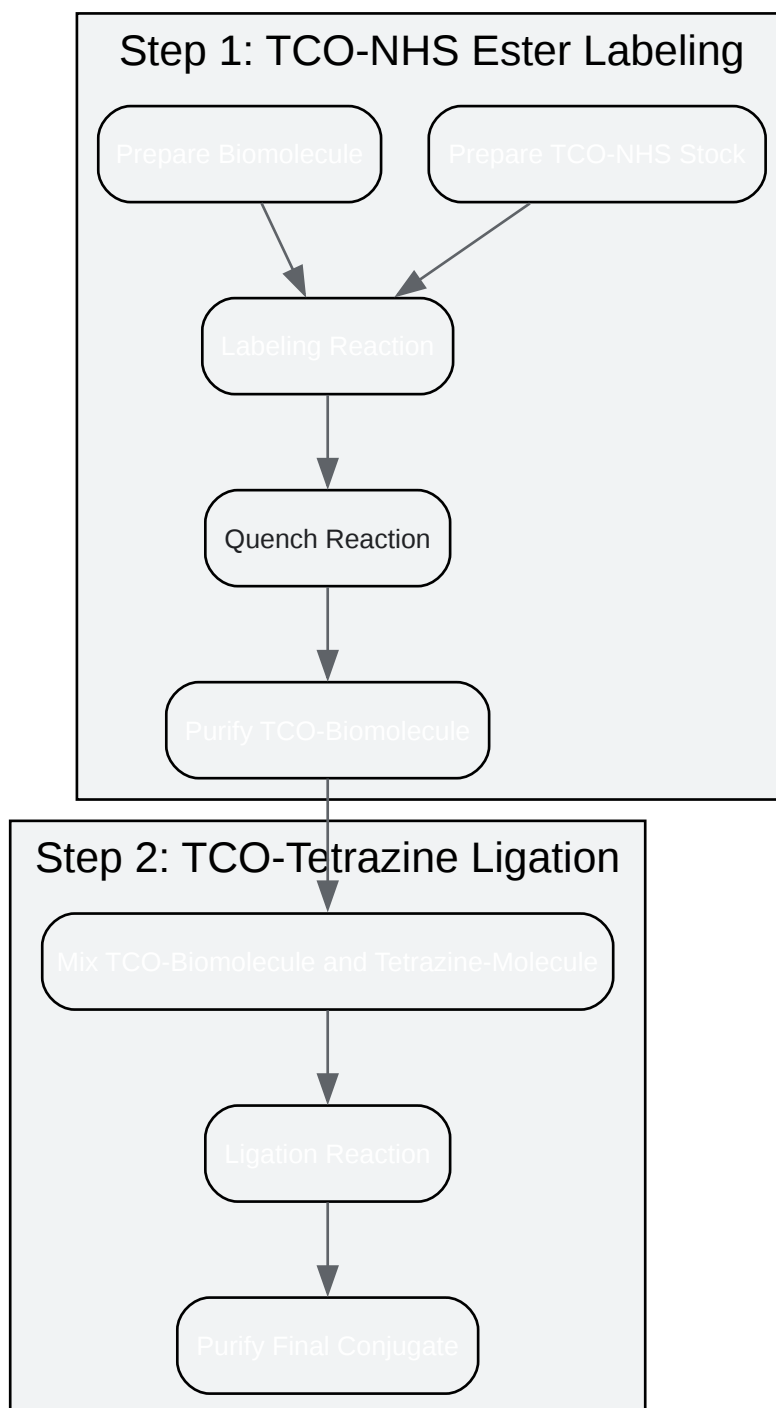 Step 1: TCO-NHS Ester Labeling
Prepare Biomolecule
Prepare TCO-NHS Stock
Labeling Reaction
Quench Reaction
Purify TCO-Biomolecule
Step 2: TCO-Tetrazine Ligation
Mix TCO-Biomolecule and Tetrazine-Molecule
Ligation Reaction
Purify Final Conjugate